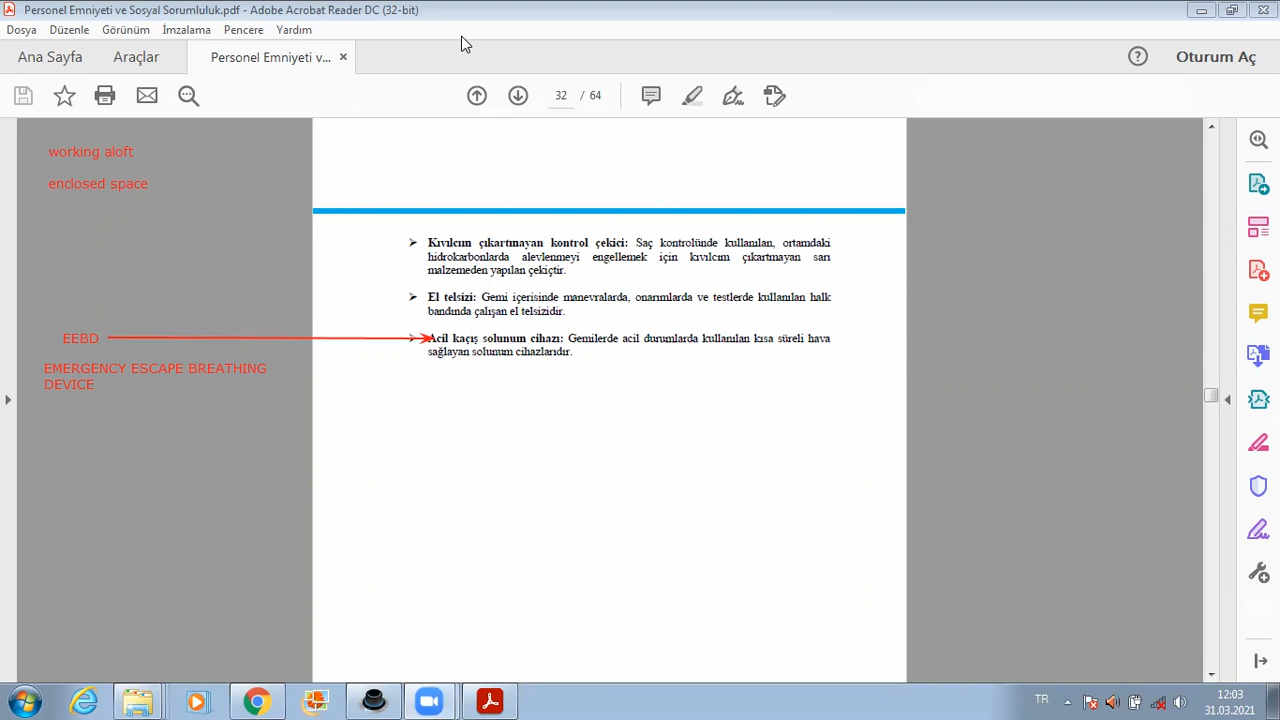 Personel Emniyeti ve Sosyal Sorumluluk.pdf - Adobe Acrobat Reader DC (32-bit)
Dosya Düzenle Görünüm İmzalama Pencere Yardım
Ana Sayfa Araçlar Personel Emniyeti v... Oturum Aç
32 / 64
working aloft
enclosed space
Kıvılcım çıkartmayan kontrol çekici: Saç kontrolünde kullanılan, ortamdaki
hidrokarbonlarda alevlenmeyi engellemek için kıvılcım çıkartmayan sarı
malzemeden yapılan çekiçtir.
El telsizi: Gemi içerisinde manevralarda, onarımlarda ve testlerde kullanılan halk
bandında çalışan el telsizidir.
EEBD
Acil kaçış solunum cihazı: Gemilerde acil durumlarda kullanılan kısa süreli hava
sağlayan solunum cihazlarıdır.
EMERGENCY ESCAPE BREATHING
DEVICE
TR
12:03
31.03.2021